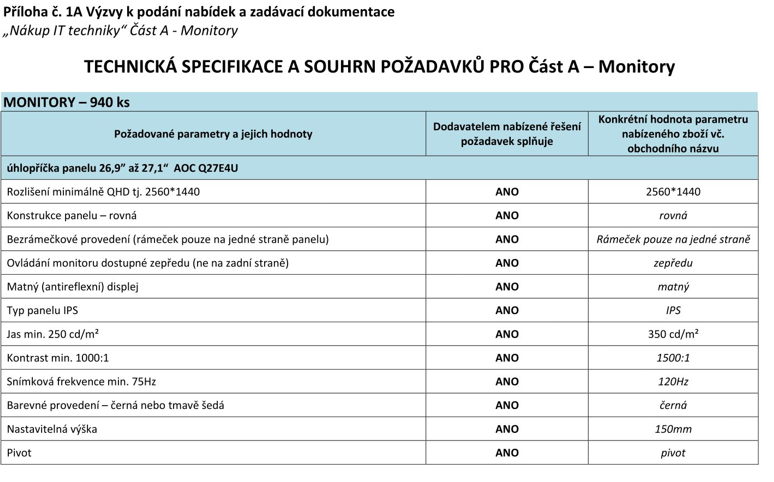 Příloha č. 1A Výzvy k podání nabídek a zadávací dokumentace
„Nákup IT techniky“ Část A - Monitory
TECHNICKÁ SPECIFIKACE A SOUHRN POŽADAVKŮ PRO Část A – Monitory
MONITORY – 940 ks
Požadované parametry a jejich hodnoty
Dodavatelem nabízené řešení
požadavek splňuje
Konkrétní hodnota parametru
nabízeného zboží vč.
obchodního názvu
úhlopříčka panelu 26,9” až 27,1“ AOC Q27E4U
Rozlišení minimálně QHD tj. 2560*1440 ANO 2560*1440
Konstrukce panelu – rovná ANO rovná
Bezrámečkové provedení (rámeček pouze na jedné straně panelu) ANO Rámeček pouze na jedné straně
Ovládání monitoru dostupné zepředu (ne na zadní straně) ANO zepředu
Matný (antireflexní) displej ANO matný
Typ panelu IPS ANO IPS
Jas min. 250 cd/m² ANO 350 cd/m²
Kontrast min. 1000:1 ANO 1500:1
Snímková frekvence min. 75Hz ANO 120Hz
Barevné provedení – černá nebo tmavě šedá ANO černá
Nastavitelná výška ANO 150mm
Pivot ANO pivot